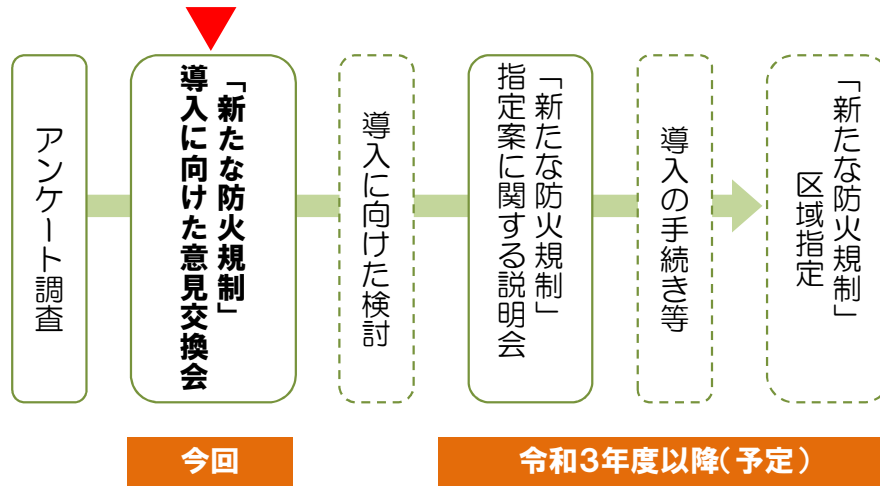 アンケート調査
「新たな防火規制」
導入に向けた意見交換会
導入に向けた検討
「新たな防火規制」
指定案に関する説明会
導入の手続き等
「新たな防火規制」
区域指定
今回
令和3年度以降(予定)